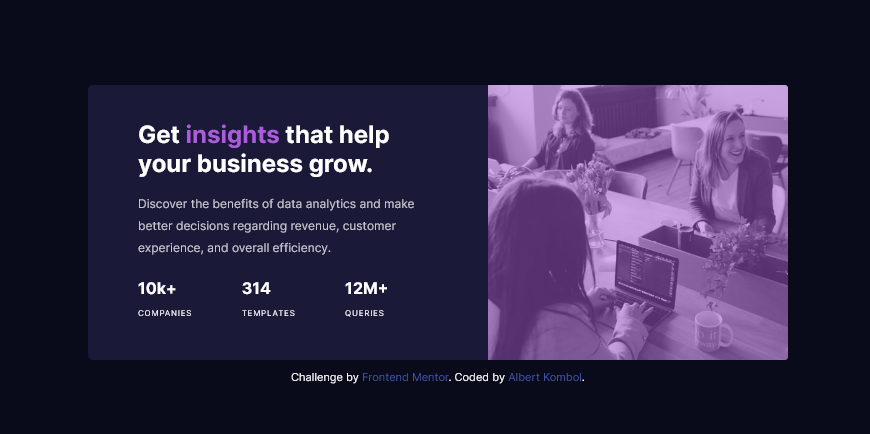 Get insights that help
your business grow.
Discover the benefits of data analytics and make
better decisions regarding revenue, customer
experience, and overall efficiency.
10k+ 314 12M+
COMPANIES TEMPLATES QUERIES
Challenge by Frontend Mentor. Coded by Albert Kombol.